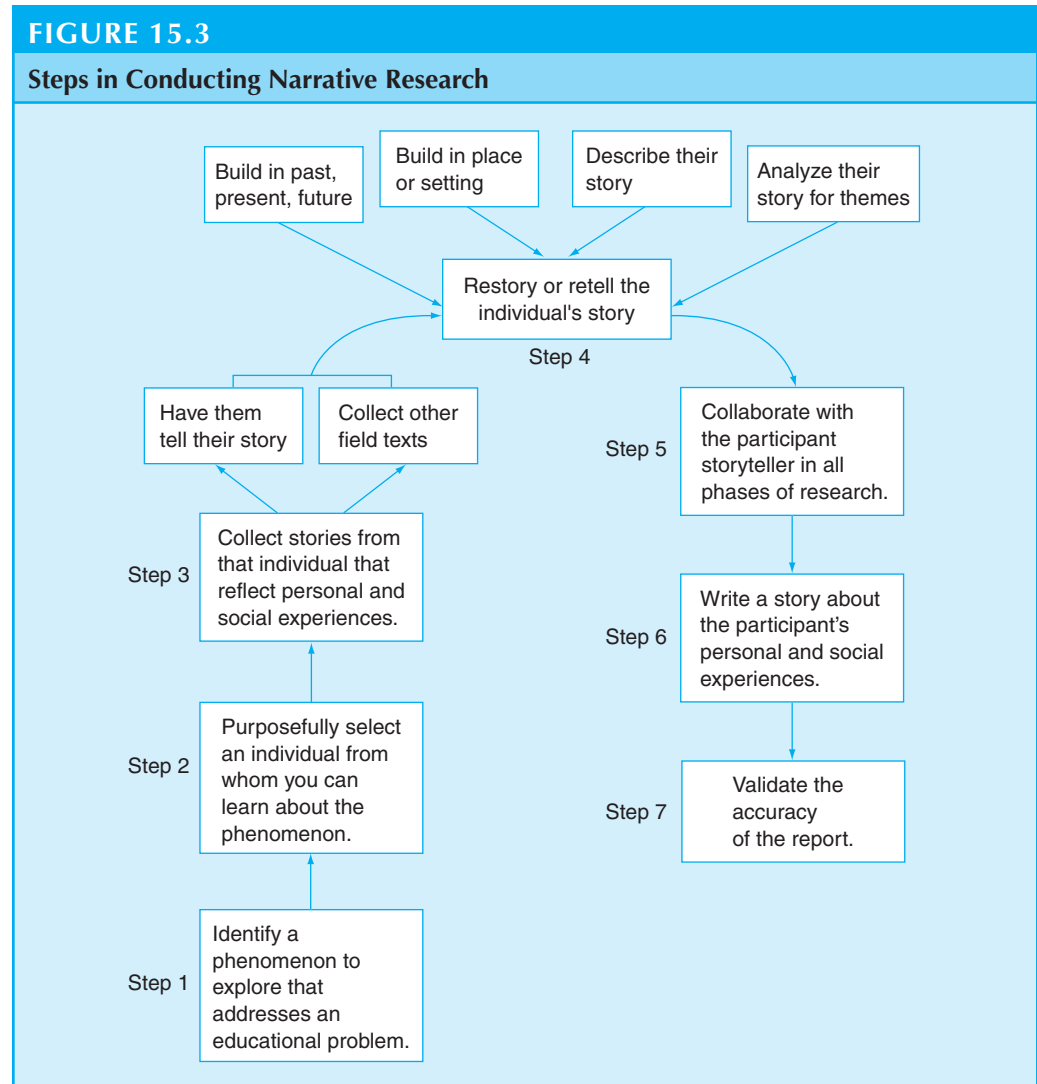 FIGURE 15.3
Steps in Conducting Narrative Research
Build in past,
present, future
Build in place
or setting
Describe their
story
Analyze their
story for themes
Restory or retell the
individual's story
Step 4
Have them
tell their story
Collect other
field texts
Step 3
Collect stories from
that individual that
reflect personal and
social experiences.
Step 2
Purposefully select
an individual from
whom you can
learn about the
phenomenon.
Step 1
Identify a
phenomenon to
explore that
addresses an
educational problem.
Step 5
Collaborate with
the participant
storyteller in all
phases of research.
Step 6
Write a story about
the participant’s
personal and social
experiences.
Step 7
Validate the
accuracy
of the report.